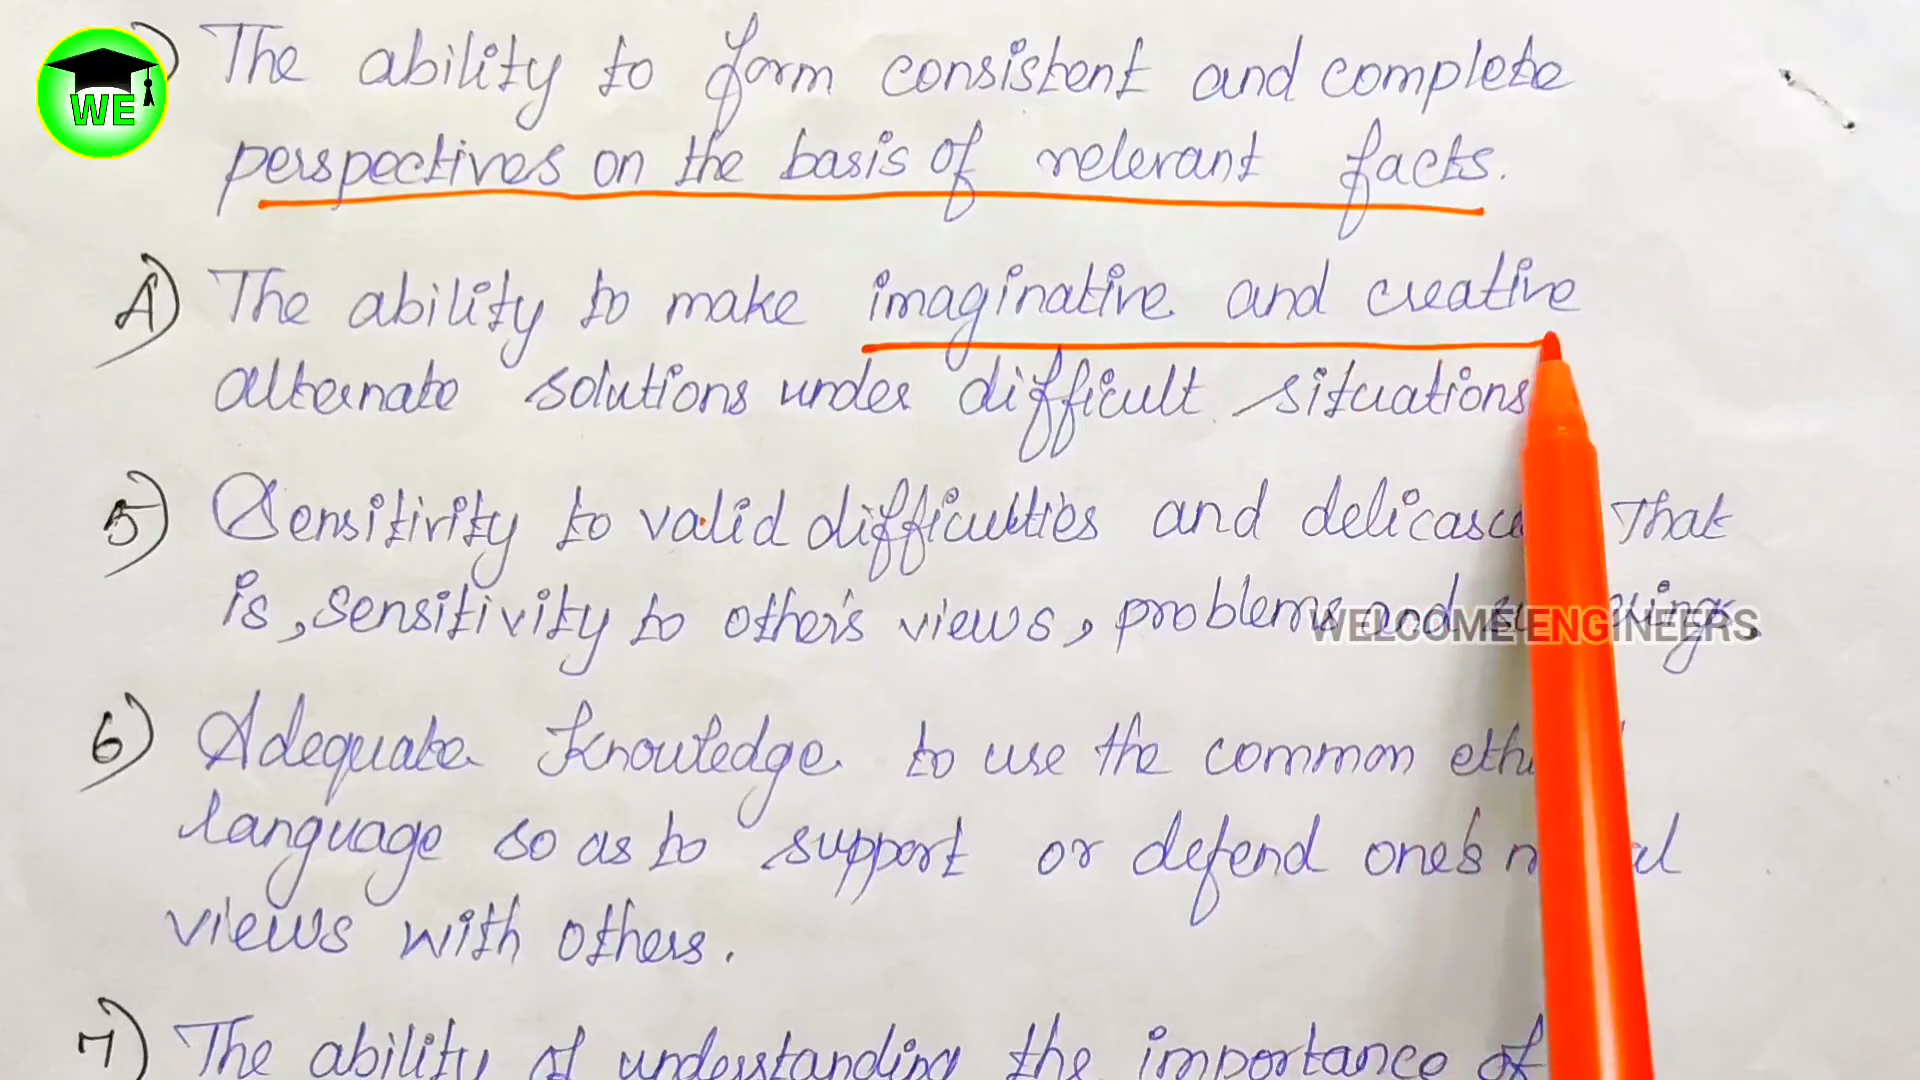 ) The ability to form consistent and complete
WE
perspectives on the basis of relevant facts.
4) The ability to make imaginative and creative
alternate solutions under difficult situations
5) Sensitivity to valid difficulties and That
is, sensitivity to other's views, problems and
WELCOME ENGINEERS
6) Adequate Knowledge to use the common
language so as to support or defend one's
views with others.
7) The ability of understanding the importance of